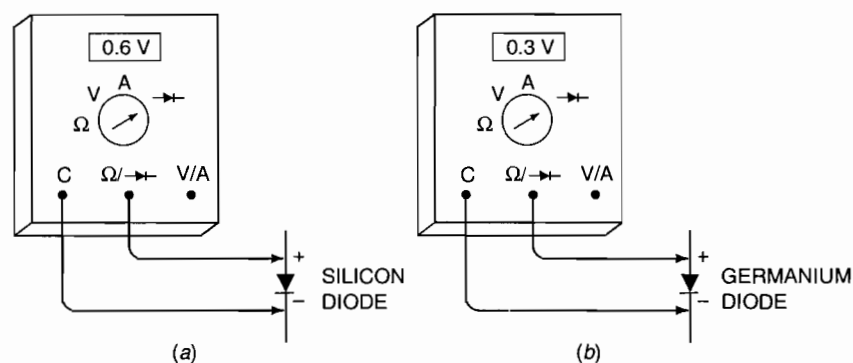 0.6 V
A
V
Ω
C Ω/ V/A
+
SILICON
DIODE
−
(a)
0.3 V
A
V
Ω
C Ω/ V/A
+
GERMANIUM
DIODE
−
(b)